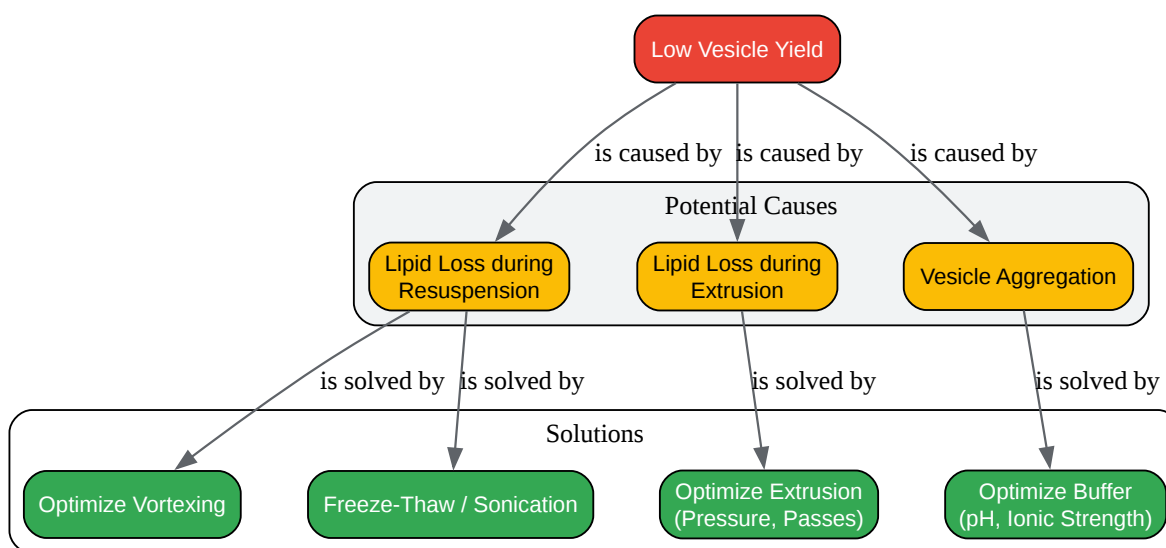 Low Vesicle Yield
is caused by
is caused by
is caused by
Potential Causes
Lipid Loss during
Resuspension
Lipid Loss during
Extrusion
Vesicle Aggregation
is solved by
is solved by
is solved by
is solved by
Solutions
Optimize Vortexing
Freeze-Thaw / Sonication
Optimize Extrusion
(Pressure, Passes)
Optimize Buffer
(pH, Ionic Strength)